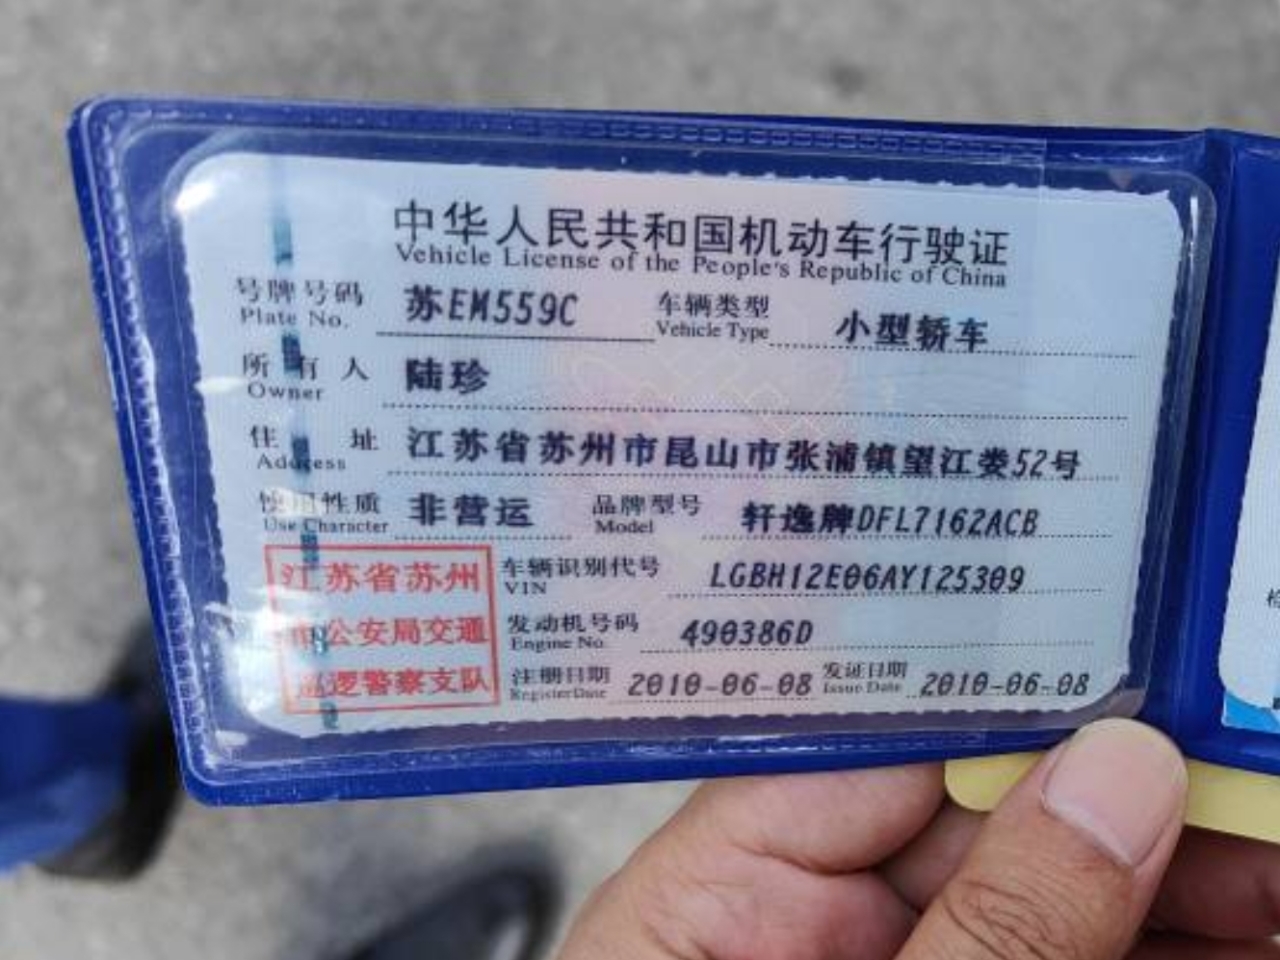 中华人民共和国机动车行驶证
Vehicle License of the People's Republic of China
号牌号码 苏EM559C 车辆类型 小型轿车
Plate No. Vehicle Type
所有人 陆珍
Owner
住址 江苏省苏州市昆山市张浦镇望江娄52号
Address
使用性质 非营运 品牌型号 轩逸牌DFL7162ACB
Use Character Model
江苏省苏州
市公安局交通
巡逻警察支队
车辆识别代号 LGBH12E06AY125309
VIN
发动机号码 490386D
Engine No.
注册日期 2010-06-08 发证日期 2010-06-08
Register Date Issue Date